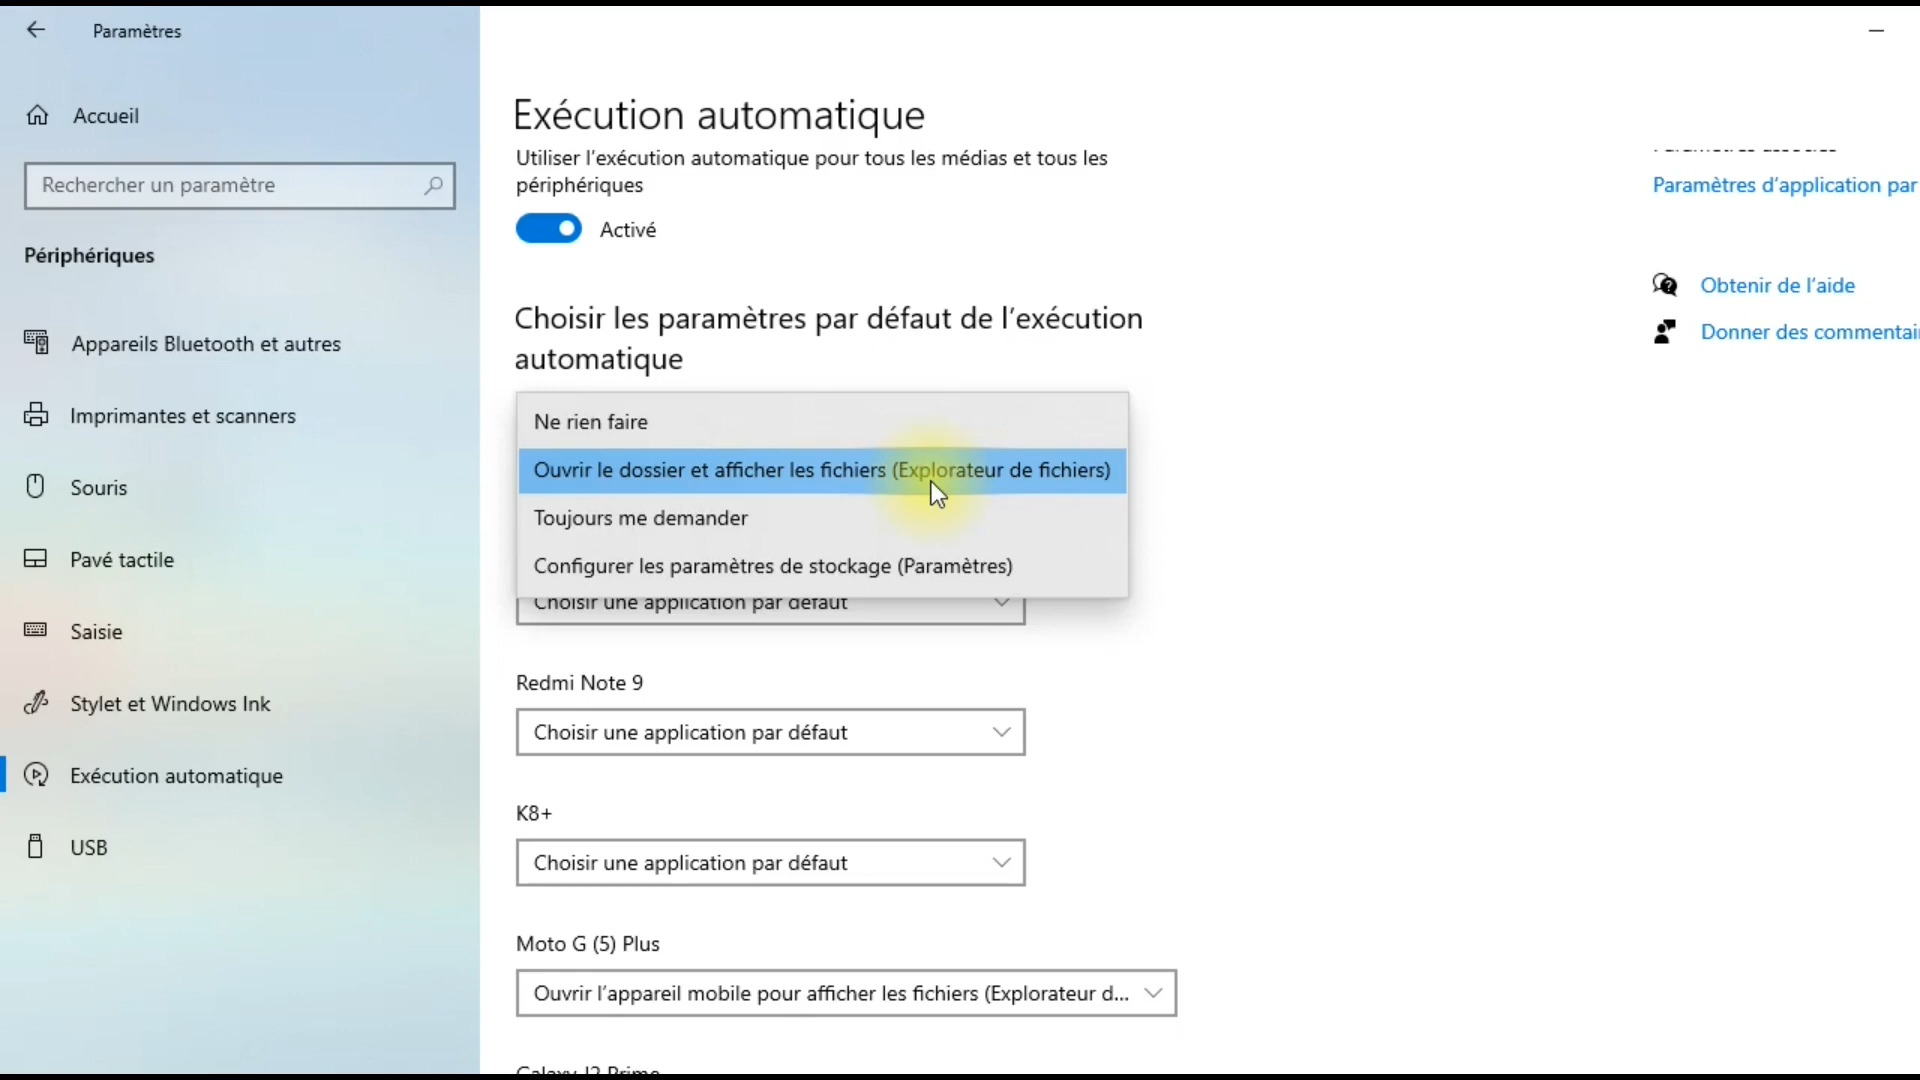 Paramètres
Accueil
Rechercher un paramètre
Périphériques
Appareils Bluetooth et autres
Imprimantes et scanners
Souris
Pavé tactile
Saisie
Stylet et Windows Ink
Exécution automatique
USB
Exécution automatique
Utiliser l'exécution automatique pour tous les médias et tous les
périphériques
Activé
Choisir les paramètres par défaut de l'exécution
automatique
Ne rien faire
Ouvrir le dossier et afficher les fichiers (Explorateur de fichiers)
Toujours me demander
Configurer les paramètres de stockage (Paramètres)
Choisir une application par défaut
Redmi Note 9
Choisir une application par défaut
K8+
Choisir une application par défaut
Moto G (5) Plus
Ouvrir l'appareil mobile pour afficher les fichiers (Explorateur d...
Galaxy J2 Prime
Paramètres d'application par
Obtenir de l'aide
Donner des commentai